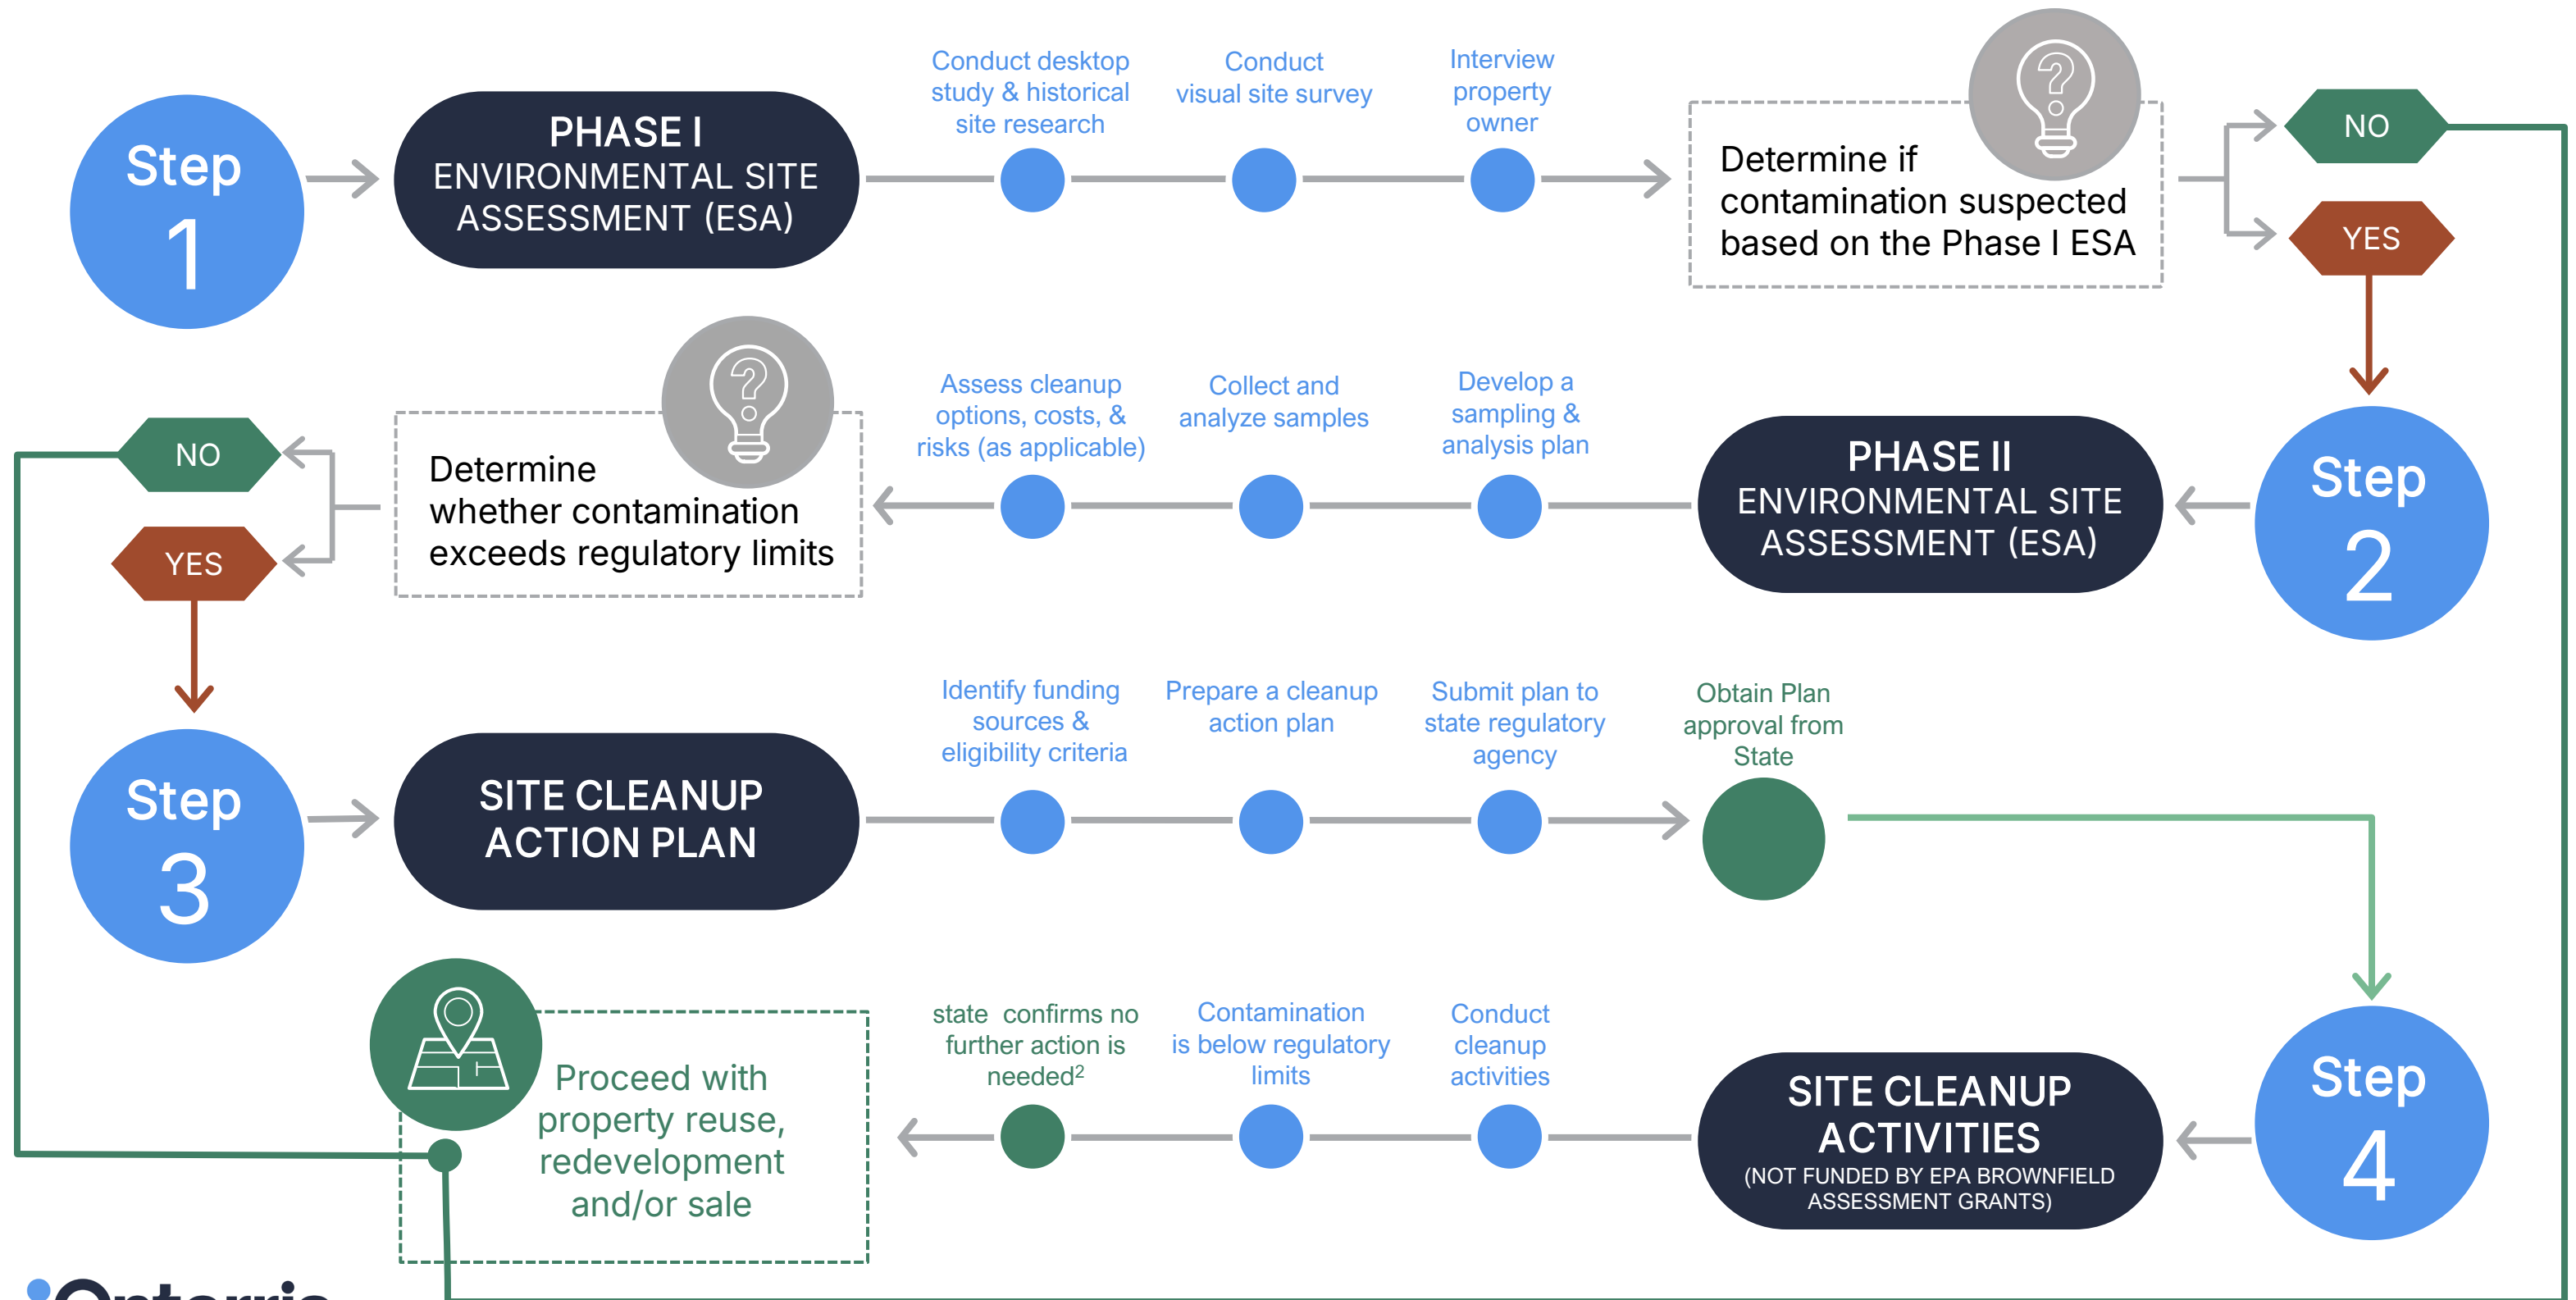 Step
1
PHASE I
ENVIRONMENTAL SITE
ASSESSMENT (ESA)
Conduct desktop
study & historical
site research
Conduct
visual site survey
Interview
property
owner
Determine if
contamination suspected
based on the Phase I ESA
NO
YES
Step
2
PHASE II
ENVIRONMENTAL SITE
ASSESSMENT (ESA)
Develop a
sampling &
analysis plan
Collect and
analyze samples
Assess cleanup
options, costs, &
risks (as applicable)
Determine
whether contamination
exceeds regulatory limits
NO
YES
Step
3
SITE CLEANUP
ACTION PLAN
Identify funding
sources &
eligibility criteria
Prepare a cleanup
action plan
Submit plan to
state regulatory
agency
Obtain Plan
approval from
State
Step
4
SITE CLEANUP
ACTIVITIES
(NOT FUNDED BY EPA BROWNFIELD
ASSESSMENT GRANTS)
Conduct
cleanup
activities
Contamination
is below regulatory
limits
state confirms no
further action is
needed²
Proceed with
property reuse,
redevelopment
and/or sale